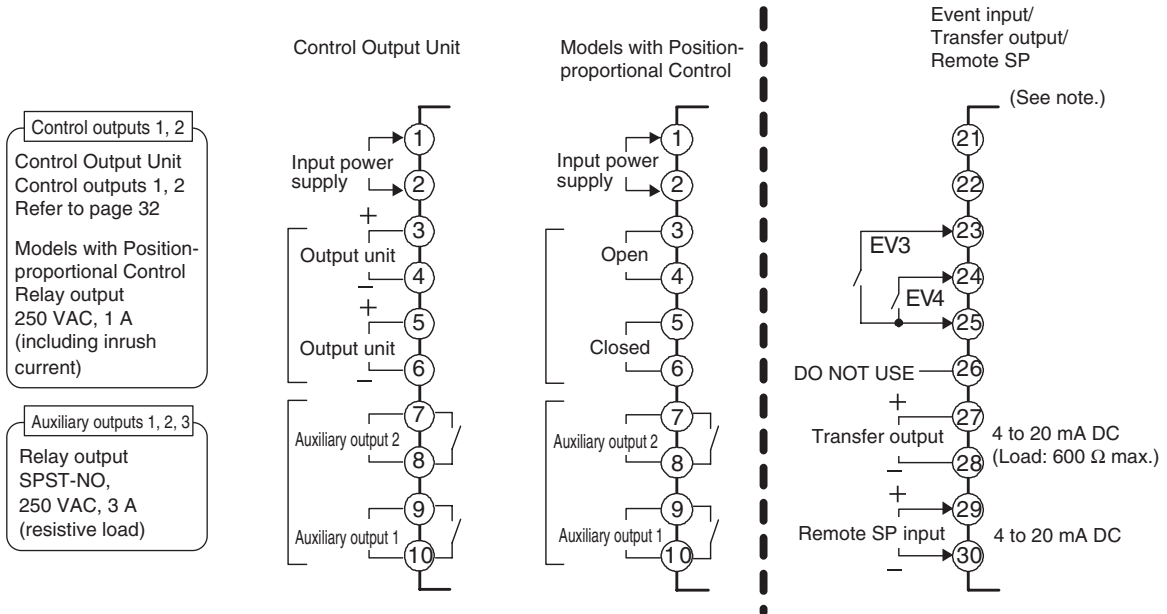 Control outputs 1, 2
Control Output Unit
Control outputs 1, 2
Refer to page 32
Models with Position-
proportional Control
Relay output
250 VAC, 1 A
(including inrush
current)
Auxiliary outputs 1, 2, 3
Relay output
SPST-NO,
250 VAC, 3 A
(resistive load)
Control Output Unit
1
Input power
supply
2
+
3
Output unit
4
−
+
5
Output unit
6
−
7
Auxiliary output 2
8
9
Auxiliary output 1
10
Models with Position-
proportional Control
1
Input power
supply
2
3
Open
4
5
Closed
6
7
Auxiliary output 2
8
9
Auxiliary output 1
10
Event input/
Transfer output/
Remote SP
(See note.)
21
22
23
EV3
24
EV4
25
DO NOT USE 26
+
27
Transfer output
4 to 20 mA DC
(Load: 600 Ω max.)
28
−
+
29
Remote SP input
4 to 20 mA DC
30
−